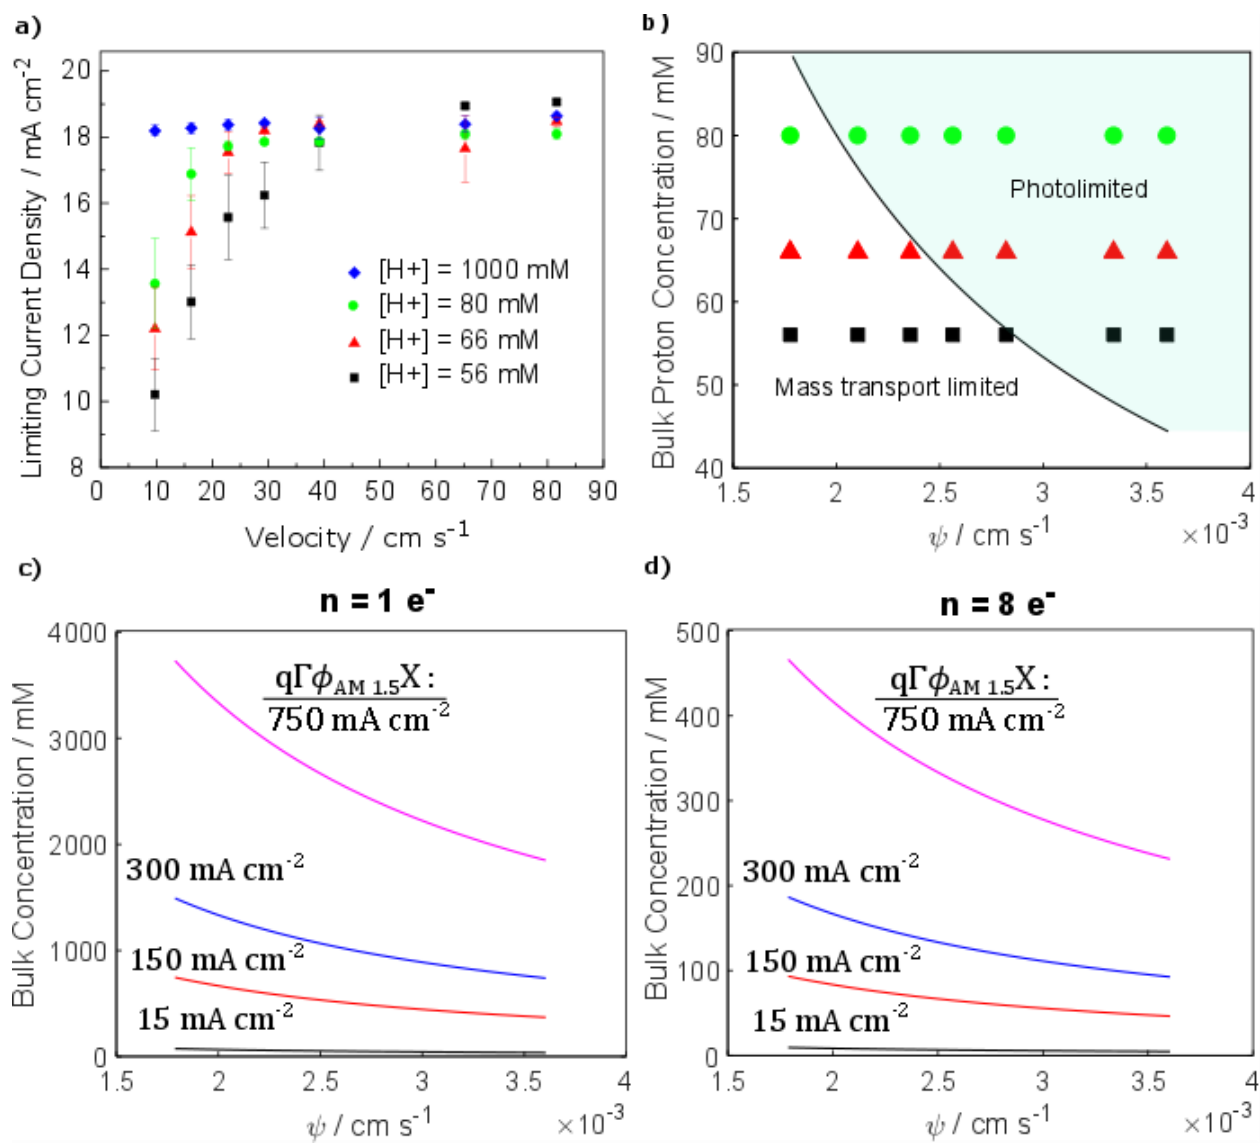 a)
Limiting Current Density / mA cm-2
20
18
16
14
12
10
8
[H+] = 1000 mM
[H+] = 80 mM
[H+] = 66 mM
[H+] = 56 mM
0 10 20 30 40 50 60 70 80 90
Velocity / cm s-1
b)
Bulk Proton Concentration / mM
90
80
70
60
50
40
Photolimited
Mass transport limited
1.5 2 2.5 3 3.5 4
ψ / cm s-1 ×10-3
c)
n = 1 e-
Bulk Concentration / mM
4000
3000
2000
1000
0
qΓϕAM 1.5X :
750 mA cm-2
300 mA cm-2
150 mA cm-2
15 mA cm-2
1.5 2 2.5 3 3.5 4
ψ / cm s-1 ×10-3
d)
n = 8 e-
Bulk Concentration / mM
500
400
300
200
100
0
qΓϕAM 1.5X :
750 mA cm-2
300 mA cm-2
150 mA cm-2
15 mA cm-2
1.5 2 2.5 3 3.5 4
ψ / cm s-1 ×10-3